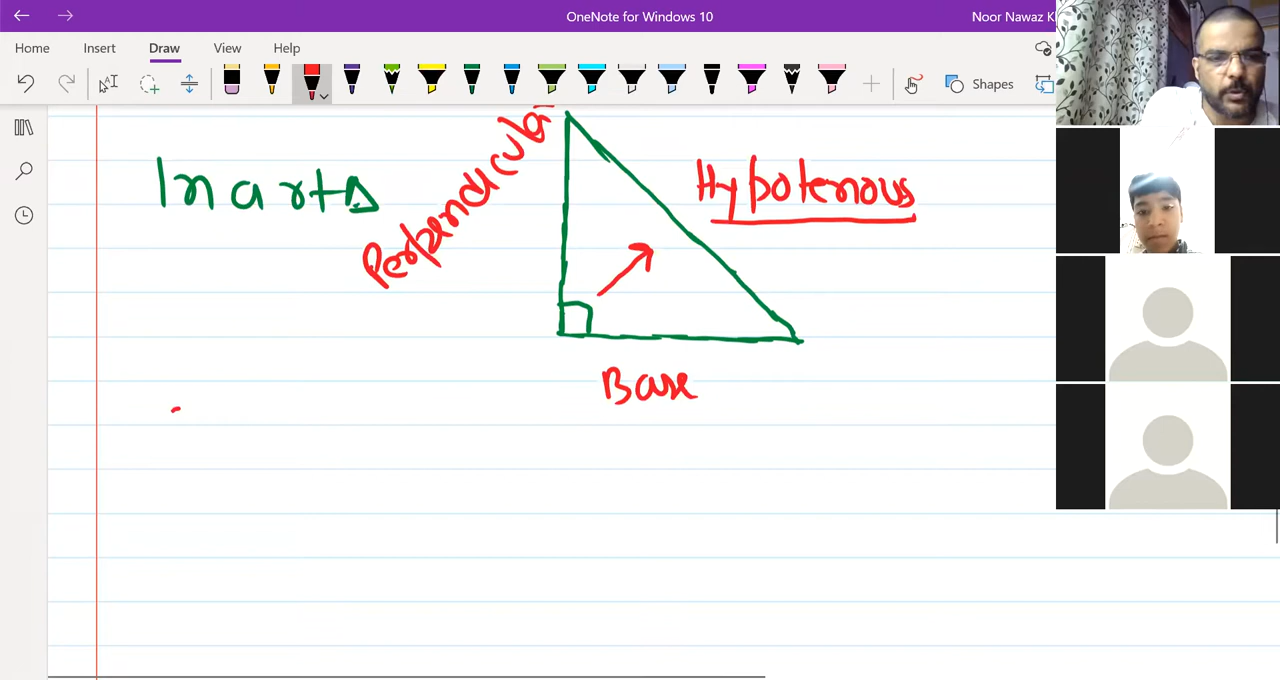 OneNote for Windows 10
Noor Nawaz K
Home Insert Draw View Help
Shapes
In a rt Δ
Perpendicular
Hypotenous
Base